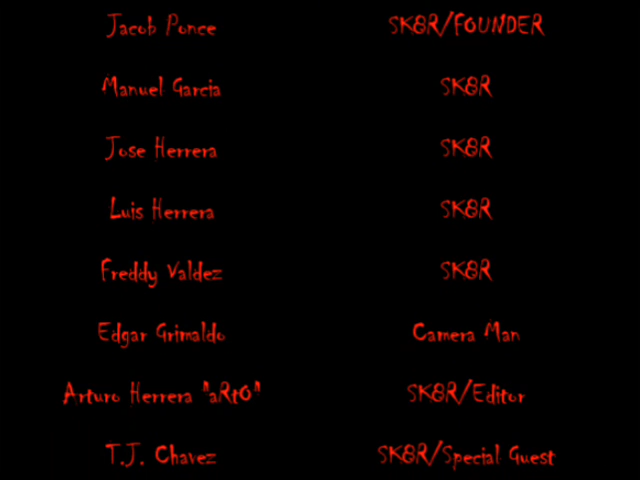 Jacob Ponce SK8R/FOUNDER
Manuel Garcia SK8R
Jose Herrera SK8R
Luis Herrera SK8R
Freddy Valdez SK8R
Edgar Grimaldo Camera Man
Arturo Herrera "aRtO" SK8R/Editor
T.J. Chavez SK8R/Special Guest